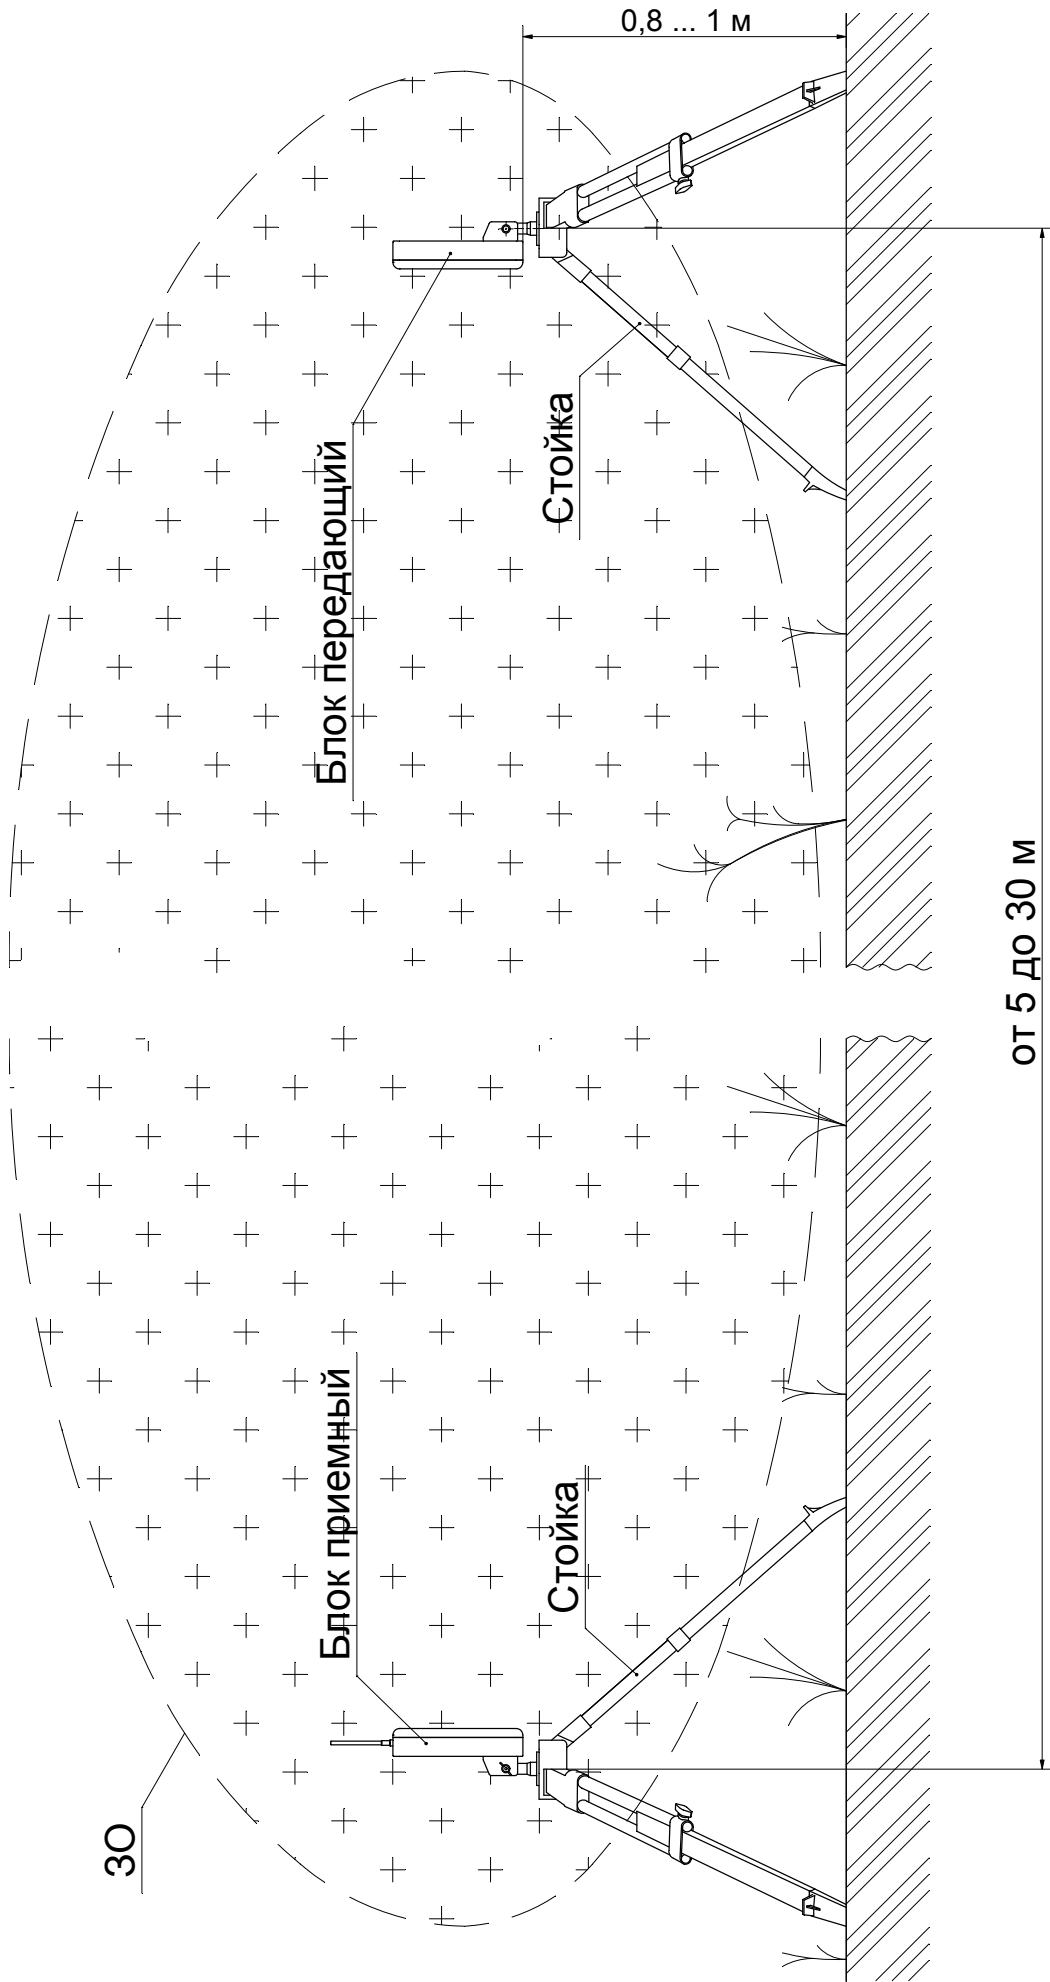 0,8 ... 1 м
Блок передающий
Стойка
от 5 до 30 м
Блок приемный
Стойка
ЗО